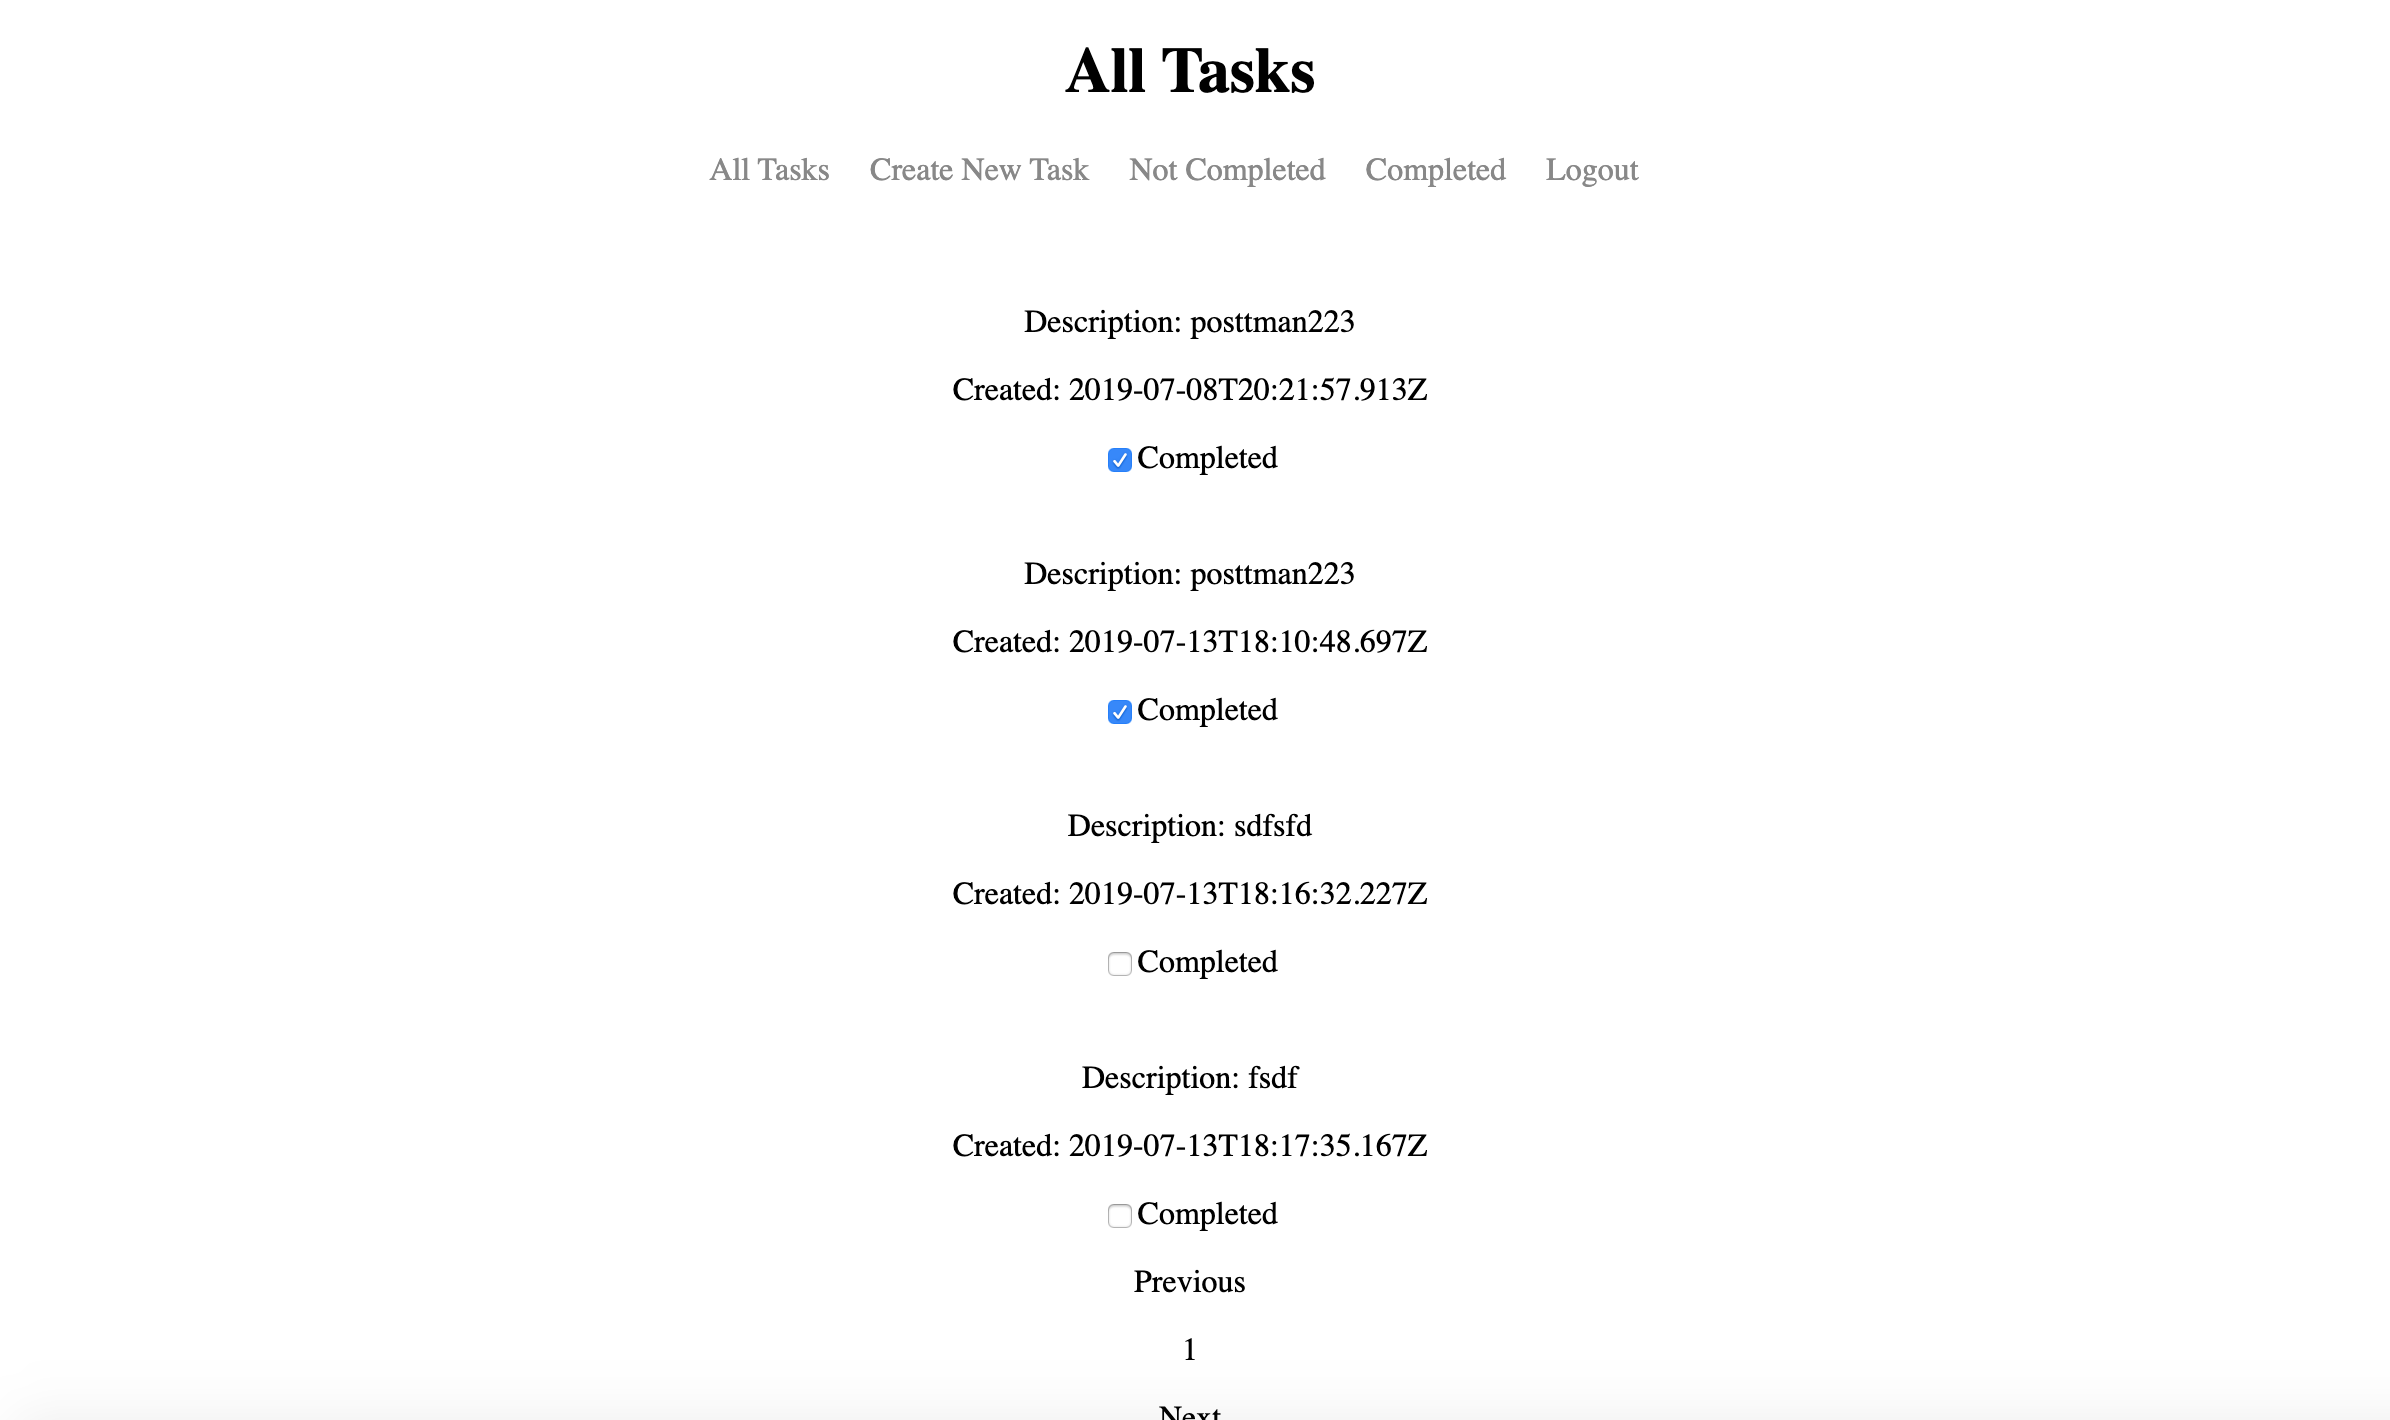 All Tasks
All Tasks Create New Task Not Completed Completed Logout
Description: posttman223
Created: 2019-07-08T20:21:57.913Z
Completed
Description: posttman223
Created: 2019-07-13T18:10:48.697Z
Completed
Description: sdfsfd
Created: 2019-07-13T18:16:32.227Z
Completed
Description: fsdf
Created: 2019-07-13T18:17:35.167Z
Completed
Previous
1
Next